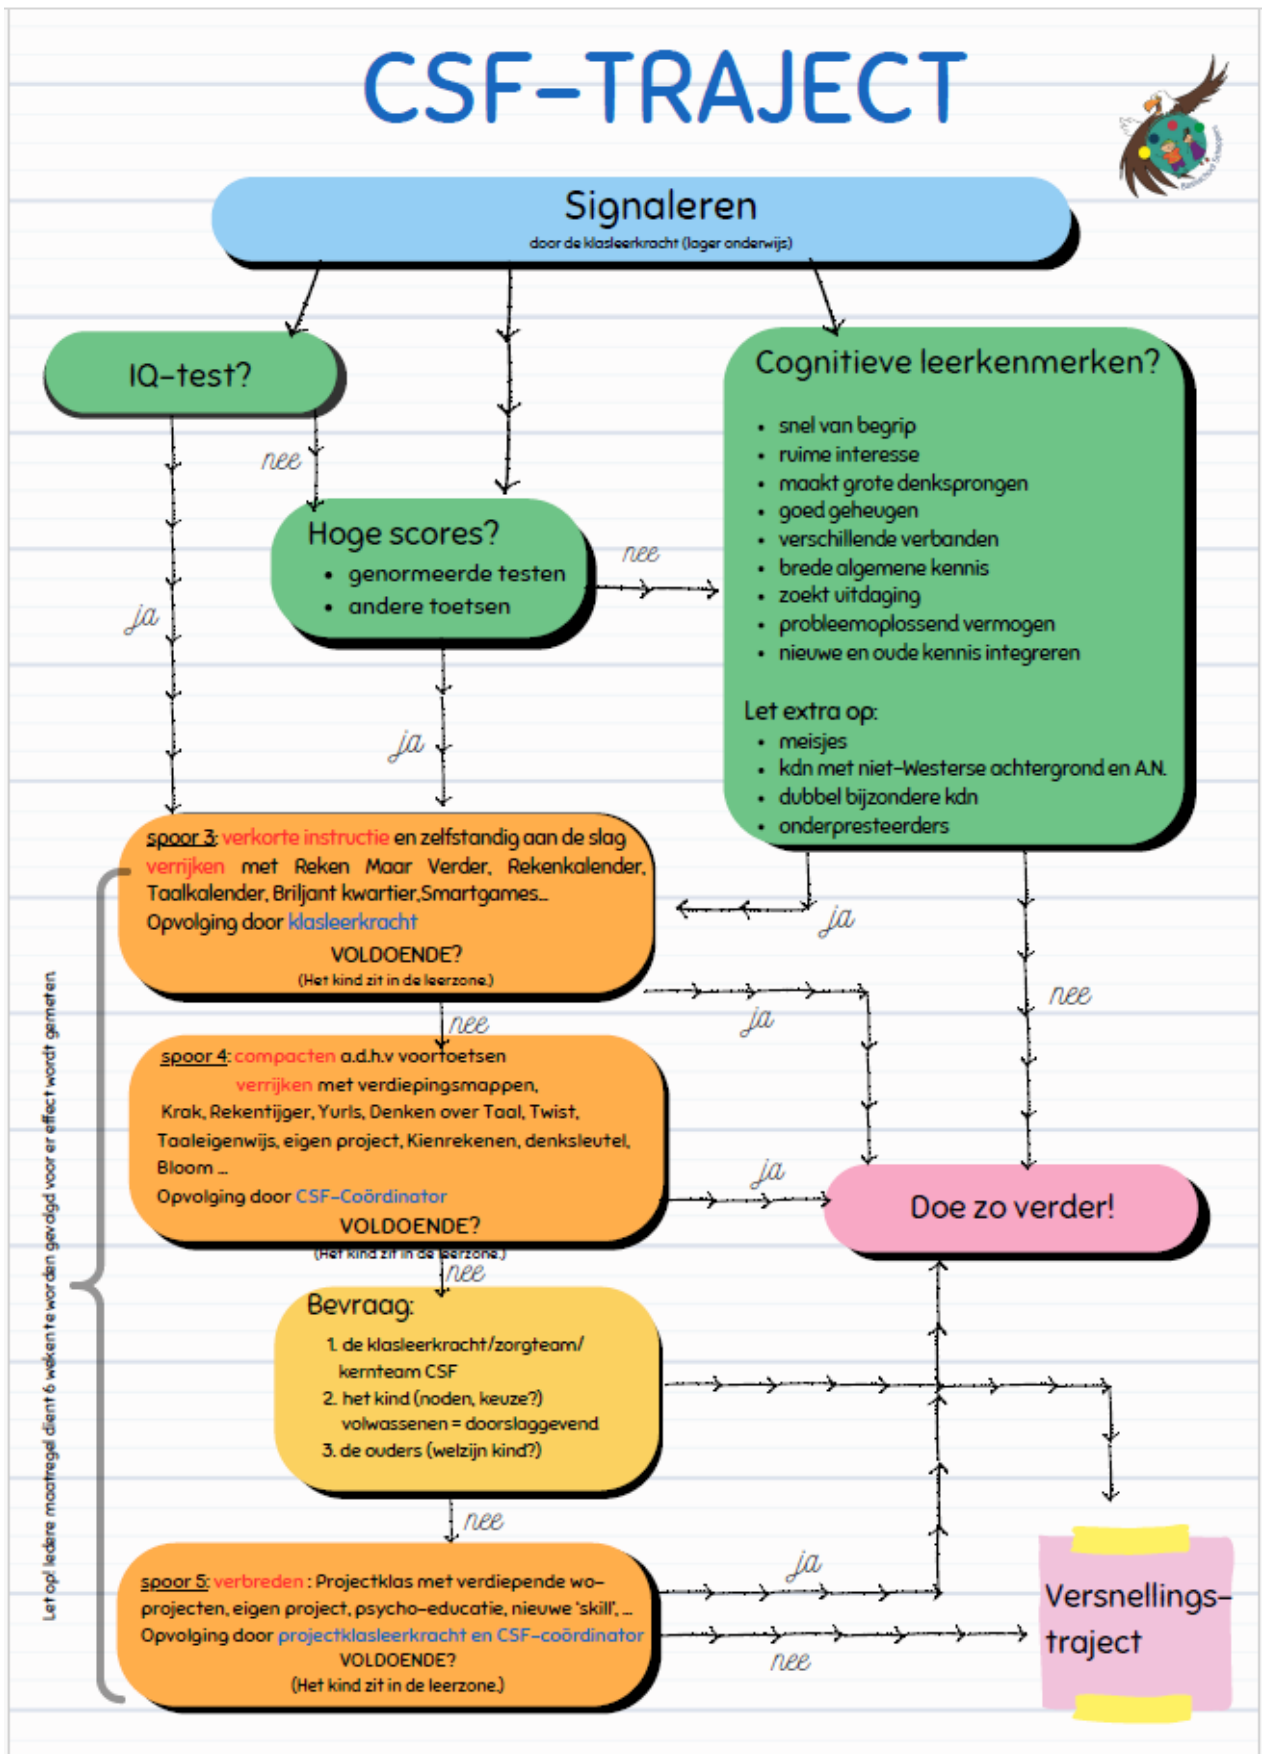 CSF-TRAJECT
Basisschool Scheppers
Signaleren
door de klasleerkracht (lager onderwijs)
IQ-test?
nee
ja
Hoge scores?
• genormeerde testen
• andere toetsen
nee
ja
Cognitieve leerkenmerken?
• snel van begrip
• ruime interesse
• maakt grote denksprongen
• goed geheugen
• verschillende verbanden
• brede algemene kennis
• zoekt uitdaging
• probleemoplossend vermogen
• nieuwe en oude kennis integreren
Let extra op:
• meisjes
• kdn met niet-Westerse achtergrond en A.N.
• dubbel bijzondere kdn
• onderpresteerders
ja
nee
spoor 3: verkorte instructie en zelfstandig aan de slag
verrijken met Reken Maar Verder, Rekenkalender,
Taalkalender, Briljant kwartier,Smartgames...
Opvolging door klasleerkracht
VOLDOENDE?
(Het kind zit in de leerzone.)
ja
nee
spoor 4: compacten a.d.h.v voortoetsen
verrijken met verdiepingsmappen,
Krak, Rekentijger, Yurls, Denken over Taal, Twist,
Taaleigenwijs, eigen project, Kienrekenen, denksleutel,
Bloom ...
Opvolging door CSF-Coördinator
VOLDOENDE?
(Het kind zit in de leerzone.)
ja
nee
Doe zo verder!
Bevraag:
1. de klasleerkracht/zorgteam/
kernteam CSF
2. het kind (noden, keuze?)
volwassenen = doorslaggevend
3. de ouders (welzijn kind?)
nee
spoor 5: verbreden : Projectklas met verdiepende wo-
projecten, eigen project, psycho-educatie, nieuwe 'skill', ...
Opvolging door projectklasleerkracht en CSF-coördinator
VOLDOENDE?
(Het kind zit in de leerzone.)
ja
nee
Versnellings-
traject
Let op! Iedere maatregel dient 6 weken te worden gevolgd voor er effect wordt gemeten.